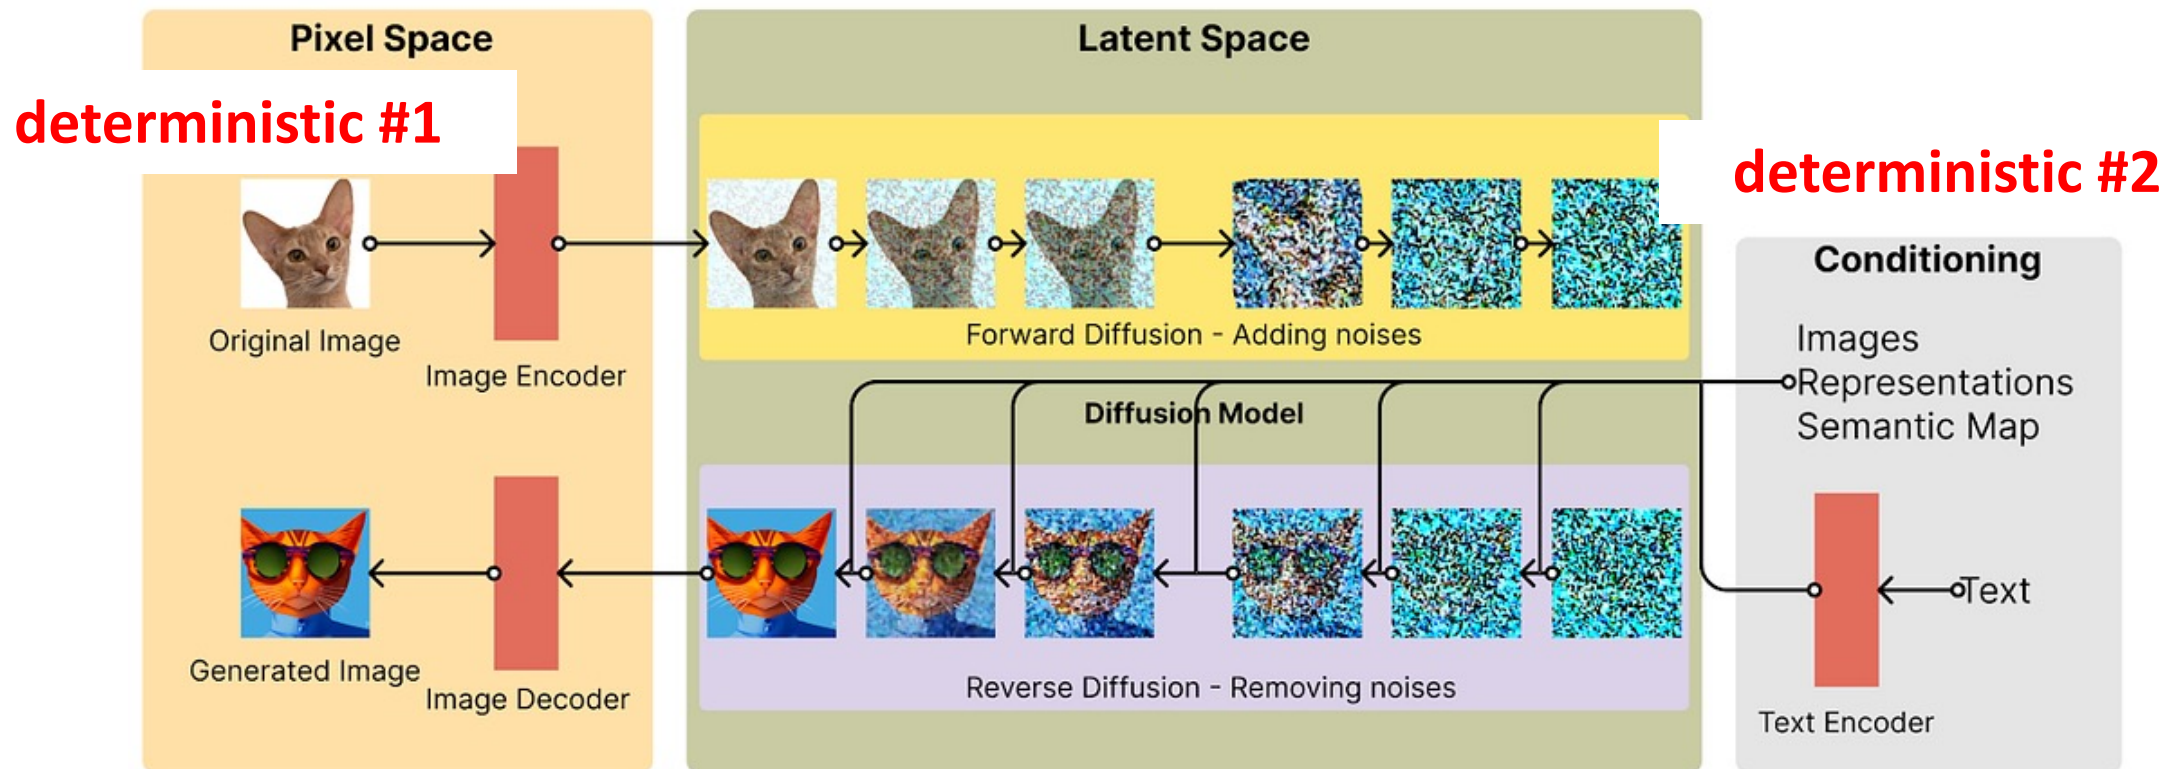 Pixel Space
Latent Space
deterministic #1
deterministic #2
Conditioning
Original Image
Image Encoder
Forward Diffusion - Adding noises
Images
Representations
Semantic Map
Diffusion Model
Text
Generated Image
Image Decoder
Reverse Diffusion - Removing noises
Text Encoder